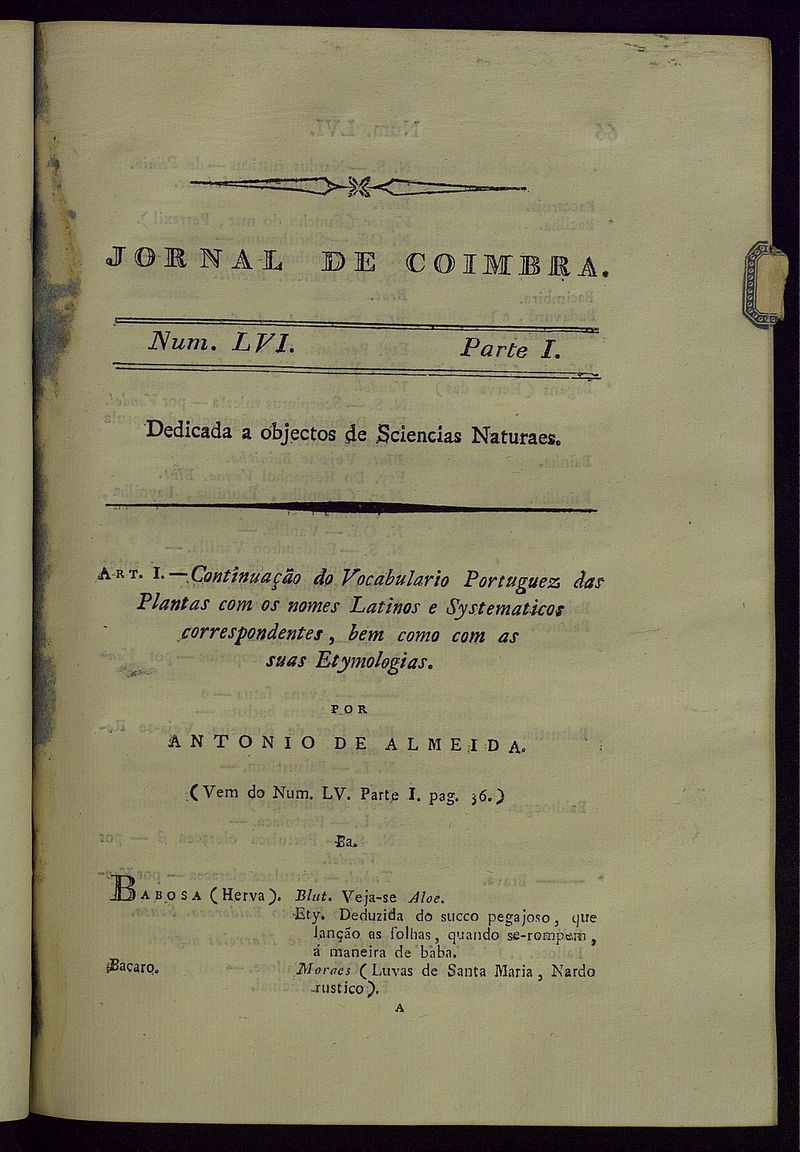 JORNAL DE COIMBRA.
Num. LVI. Parte I.
Dedicada a objectos de Sciencias Naturaes.
ART. I. — Continuação do Vocabulario Portuguez das
Plantas com os nomes Latinos e Systematicos
correspondentes, bem como com as
suas Etymologias.
POR
ANTONIO DE ALMEIDA.
(Vem do Num. LV. Parte I. pag. 36.)
Ba.
BABOSA (Herva). Blut. Veja-se Aloe.
Ety. Deduzida do succo pegajoso, que
lanção as folhas, quando se-rompem,
á maneira de baba.
Bacaro. Moraes (Luvas de Santa Maria, Nardo
rustico).
A